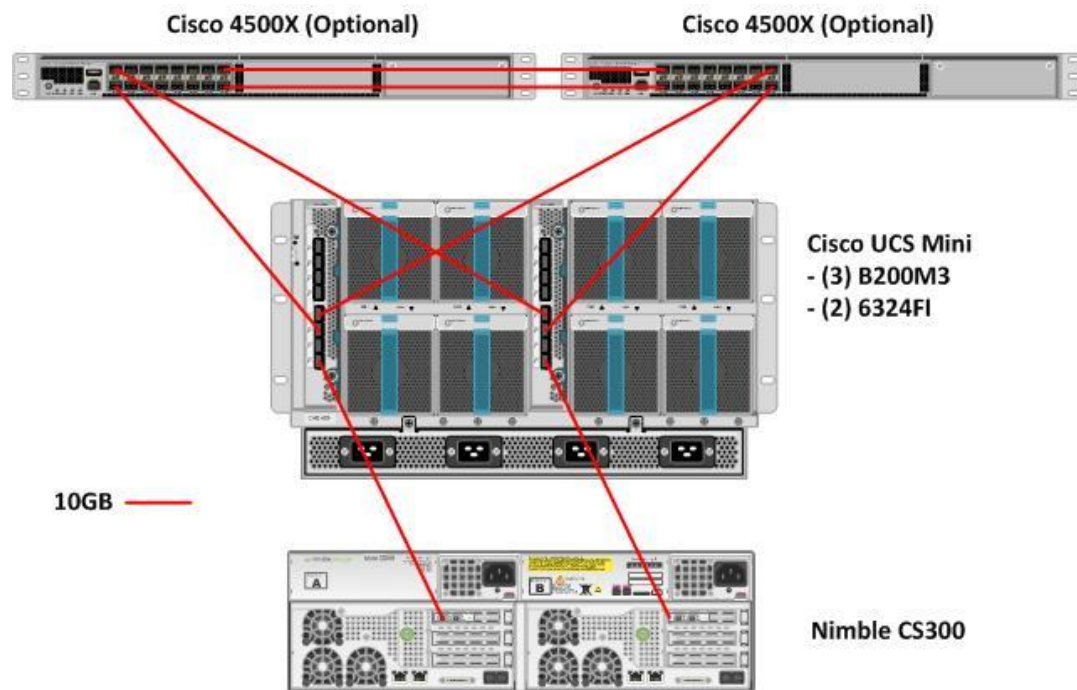 Cisco 4500X (Optional)
Cisco 4500X (Optional)
Cisco UCS Mini
- (3) B200M3
- (2) 6324FI
10GB
A
B
Nimble CS300